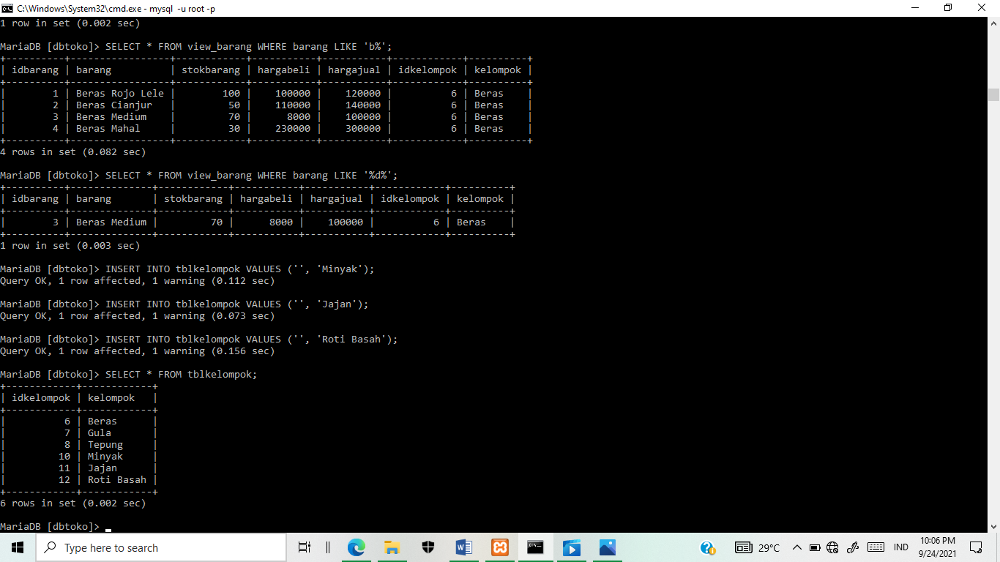 C:\Windows\System32\cmd.exe - mysql  -u root -p
1 row in set (0.002 sec)
MariaDB [dbtoko]> SELECT * FROM view_barang WHERE barang LIKE 'b%';
+----------+-----------------+------------+-----------+-----------+------------+----------+
| idbarang | barang          | stokbarang | hargabeli | hargajual | idkelompok | kelompok |
+----------+-----------------+------------+-----------+-----------+------------+----------+
|        1 | Beras Rojo Lele |        100 |    100000 |    120000 |          6 | Beras    |
|        2 | Beras Cianjur   |         50 |    110000 |    140000 |          6 | Beras    |
|        3 | Beras Medium    |         70 |      8000 |    100000 |          6 | Beras    |
|        4 | Beras Mahal     |         30 |    230000 |    300000 |          6 | Beras    |
+----------+-----------------+------------+-----------+-----------+------------+----------+
4 rows in set (0.082 sec)
MariaDB [dbtoko]> SELECT * FROM view_barang WHERE barang LIKE '%d%';
+----------+--------------+------------+-----------+-----------+------------+----------+
| idbarang | barang       | stokbarang | hargabeli | hargajual | idkelompok | kelompok |
+----------+--------------+------------+-----------+-----------+------------+----------+
|        3 | Beras Medium |         70 |      8000 |    100000 |          6 | Beras    |
+----------+--------------+------------+-----------+-----------+------------+----------+
1 row in set (0.003 sec)
MariaDB [dbtoko]> INSERT INTO tblkelompok VALUES ('', 'Minyak');
Query OK, 1 row affected, 1 warning (0.112 sec)
MariaDB [dbtoko]> INSERT INTO tblkelompok VALUES ('', 'Jajan');
Query OK, 1 row affected, 1 warning (0.073 sec)
MariaDB [dbtoko]> INSERT INTO tblkelompok VALUES ('', 'Roti Basah');
Query OK, 1 row affected, 1 warning (0.156 sec)
MariaDB [dbtoko]> SELECT * FROM tblkelompok;
+------------+------------+
| idkelompok | kelompok   |
+------------+------------+
|          6 | Beras      |
|          7 | Gula       |
|          8 | Tepung     |
|         10 | Minyak     |
|         11 | Jajan      |
|         12 | Roti Basah |
+------------+------------+
6 rows in set (0.002 sec)
MariaDB [dbtoko]>
Type here to search
29°C
IND
10:06 PM
9/24/2021